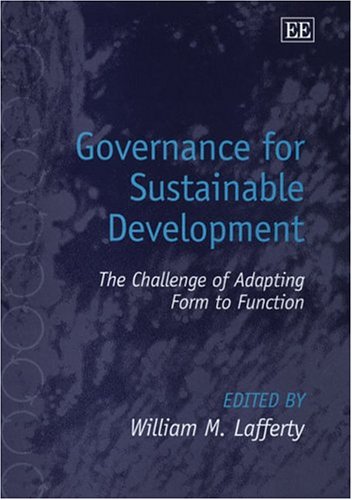 EE
Governance for
Sustainable
Development
The Challenge of Adapting
Form to Function
EDITED BY
William M. Lafferty